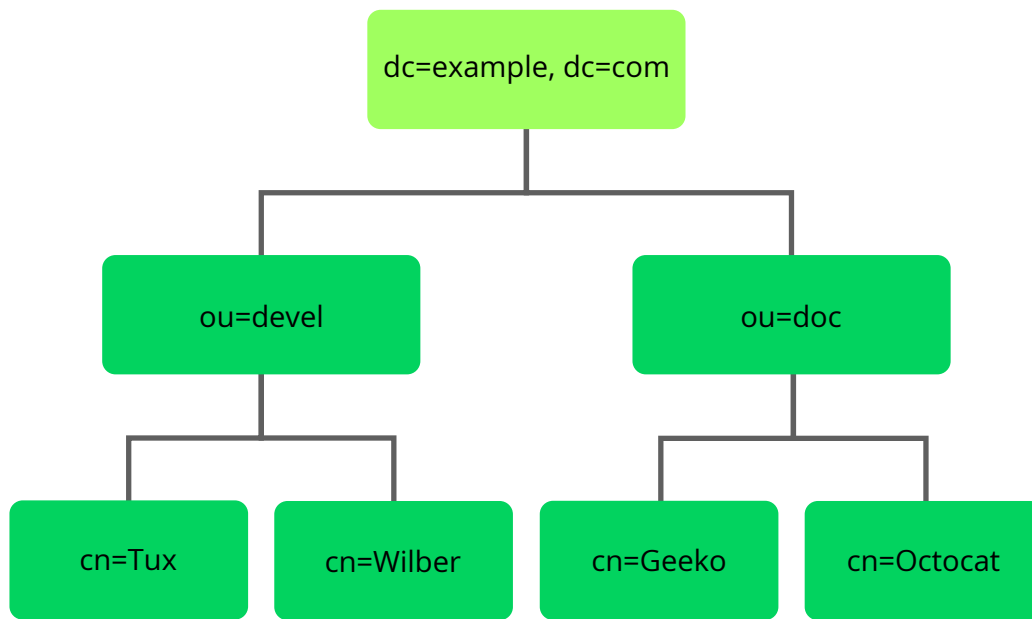 dc=example, dc=com
ou=devel
ou=doc
cn=Tux
cn=Wilber
cn=Geeko
cn=Octocat